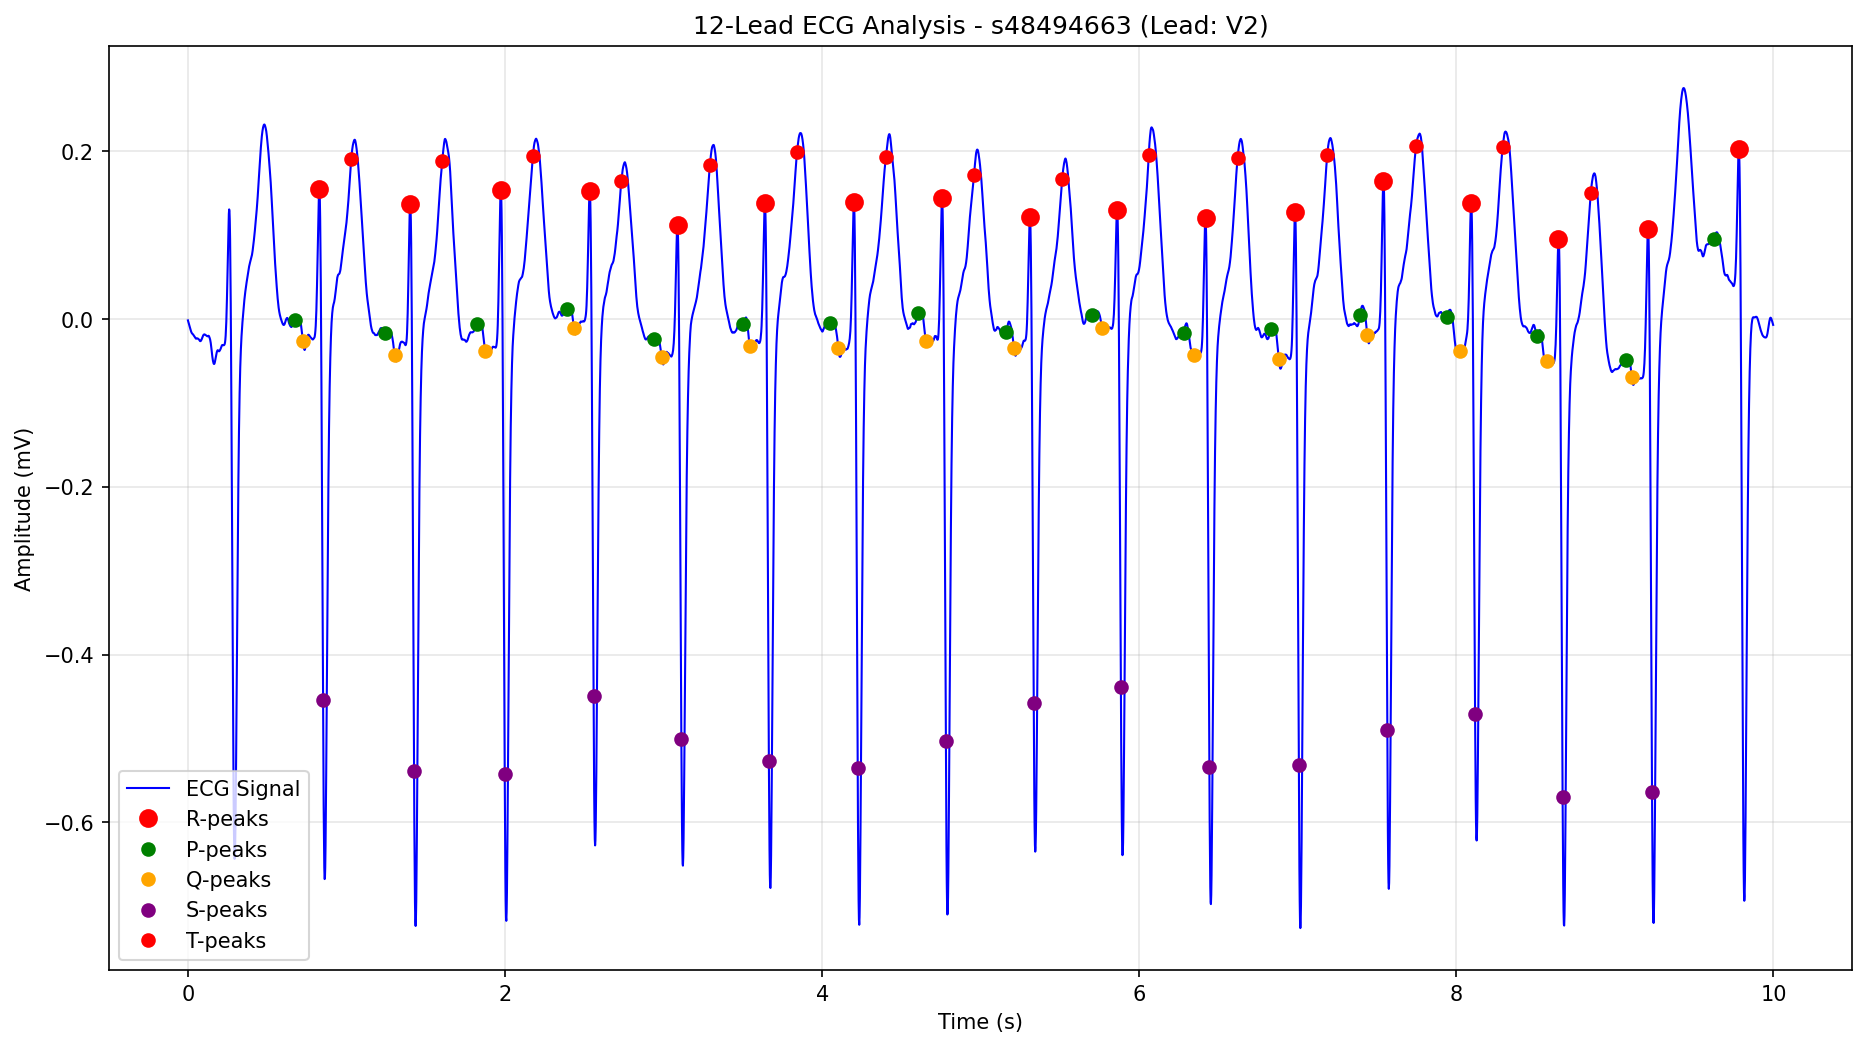 12-Lead ECG Analysis - s48494663 (Lead: V2)
Amplitude (mV)
0.2
0.0
−0.2
−0.4
−0.6
ECG Signal
R-peaks
P-peaks
Q-peaks
S-peaks
T-peaks
0 2 4 6 8 10
Time (s)